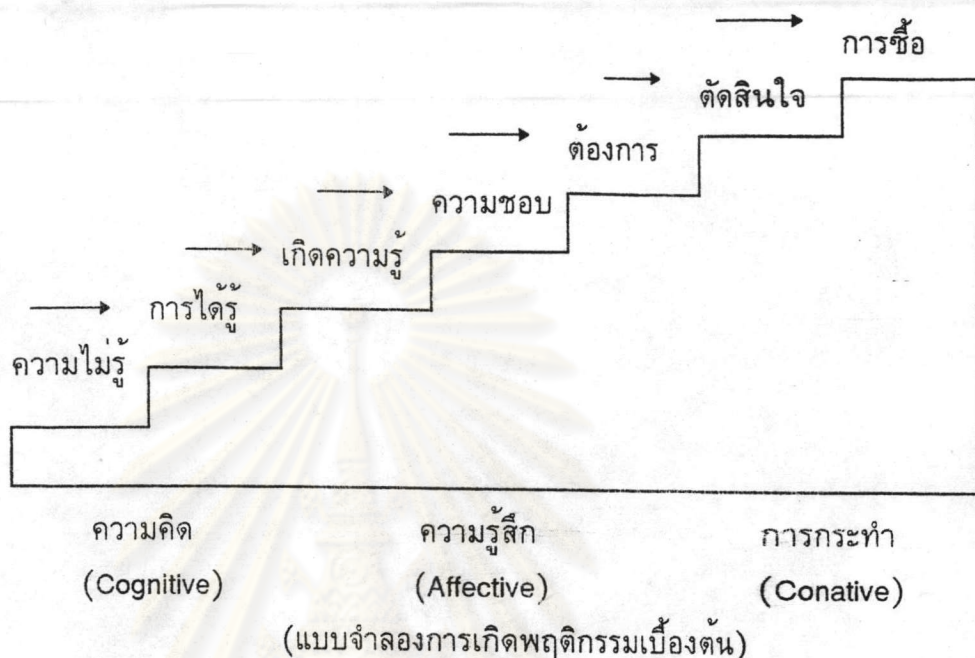 การซื้อ
ตัดสินใจ
ต้องการ
ความชอบ
เกิดความรู้
การได้รู้
ความไม่รู้
ความคิด ความรู้สึก การกระทำ
(Cognitive) (Affective) (Conative)
(แบบจำลองการเกิดพฤติกรรมเบื้องต้น)